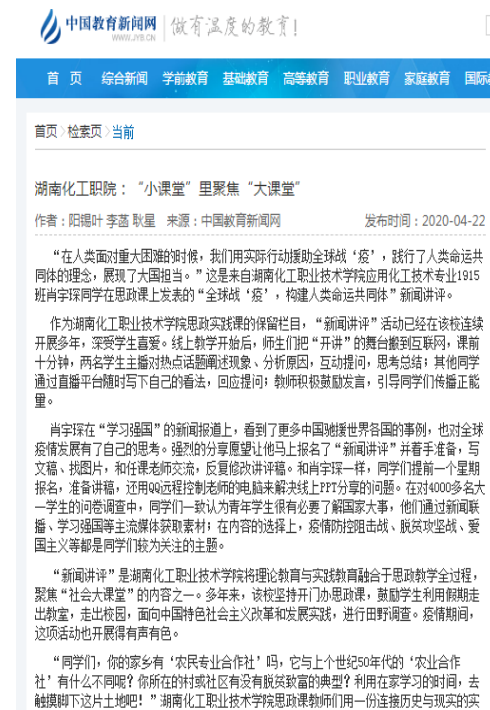 中国教育新闻网
WWW.JYB.CN
做有温度的教育!
首 页 综合新闻 学前教育 基础教育 高等教育 职业教育 家庭教育 国际
首页>检索页>当前
湖南化工职院：“小课堂”里聚焦“大课堂”
作者：阳锡叶 李菡 耿星 来源：中国教育新闻网 发布时间：2020-04-22
“在人类面对重大困难的时候，我们用实际行动援助全球战‘疫’，践行了人类命运共
同体的理念，展现了大国担当。”这是来自湖南化工职业技术学院应用化工技术专业1915
班肖宇琛同学在思政课上发表的“全球战‘疫’，构建人类命运共同体”新闻讲评。
作为湖南化工职业技术学院思政实践课的保留栏目，“新闻讲评”活动已经在该校连续
开展多年，深受学生喜爱。线上教学开始后，师生们把“开讲”的舞台搬到互联网，课前
十分钟，两名学生主播对热点话题阐述现象、分析原因，互动提问，思考总结；其他同学
通过直播平台随时写下自己的看法，回应提问；教师积极鼓励发言，引导同学们传播正能
量。
肖宇琛在“学习强国”的新闻报道上，看到了更多中国驰援世界各国的事例，也对全球
疫情发展有了自己的思考。强烈的分享愿望让他马上报名了“新闻讲评”并着手准备，写
文稿、找图片，和任课老师交流，反复修改讲评稿。和肖宇琛一样，同学们提前一个星期
报名，准备讲稿，还用QQ远程控制老师的电脑来解决线上PPT分享的问题。在对4000多名大
一学生的问卷调查中，同学们一致认为青年学生很有必要了解国家大事，他们通过新闻联
播、学习强国等主流媒体获取素材；在内容的选择上，疫情防控阻击战、脱贫攻坚战、爱
国主义等都是同学们较为关注的主题。
“新闻讲评”是湖南化工职业技术学院将理论教育与实践教育融合于思政教学全过程，
聚焦“社会大课堂”的内容之一。多年来，该校坚持开门办思政课，鼓励学生利用假期走
出教室，走出校园，面向中国特色社会主义改革和发展实践，进行田野调查。疫情期间，
这项活动也开展得有声有色。
“同学们，你的家乡有‘农民专业合作社’吗，它与上个世纪50年代的‘农业合作
社’有什么不同呢？你所在的村或社区有没有脱贫致富的典型？利用在家学习的时间，去
触摸脚下这片土地吧！”湖南化工职业技术学院思政课教师们用一份连接历史与现实的实